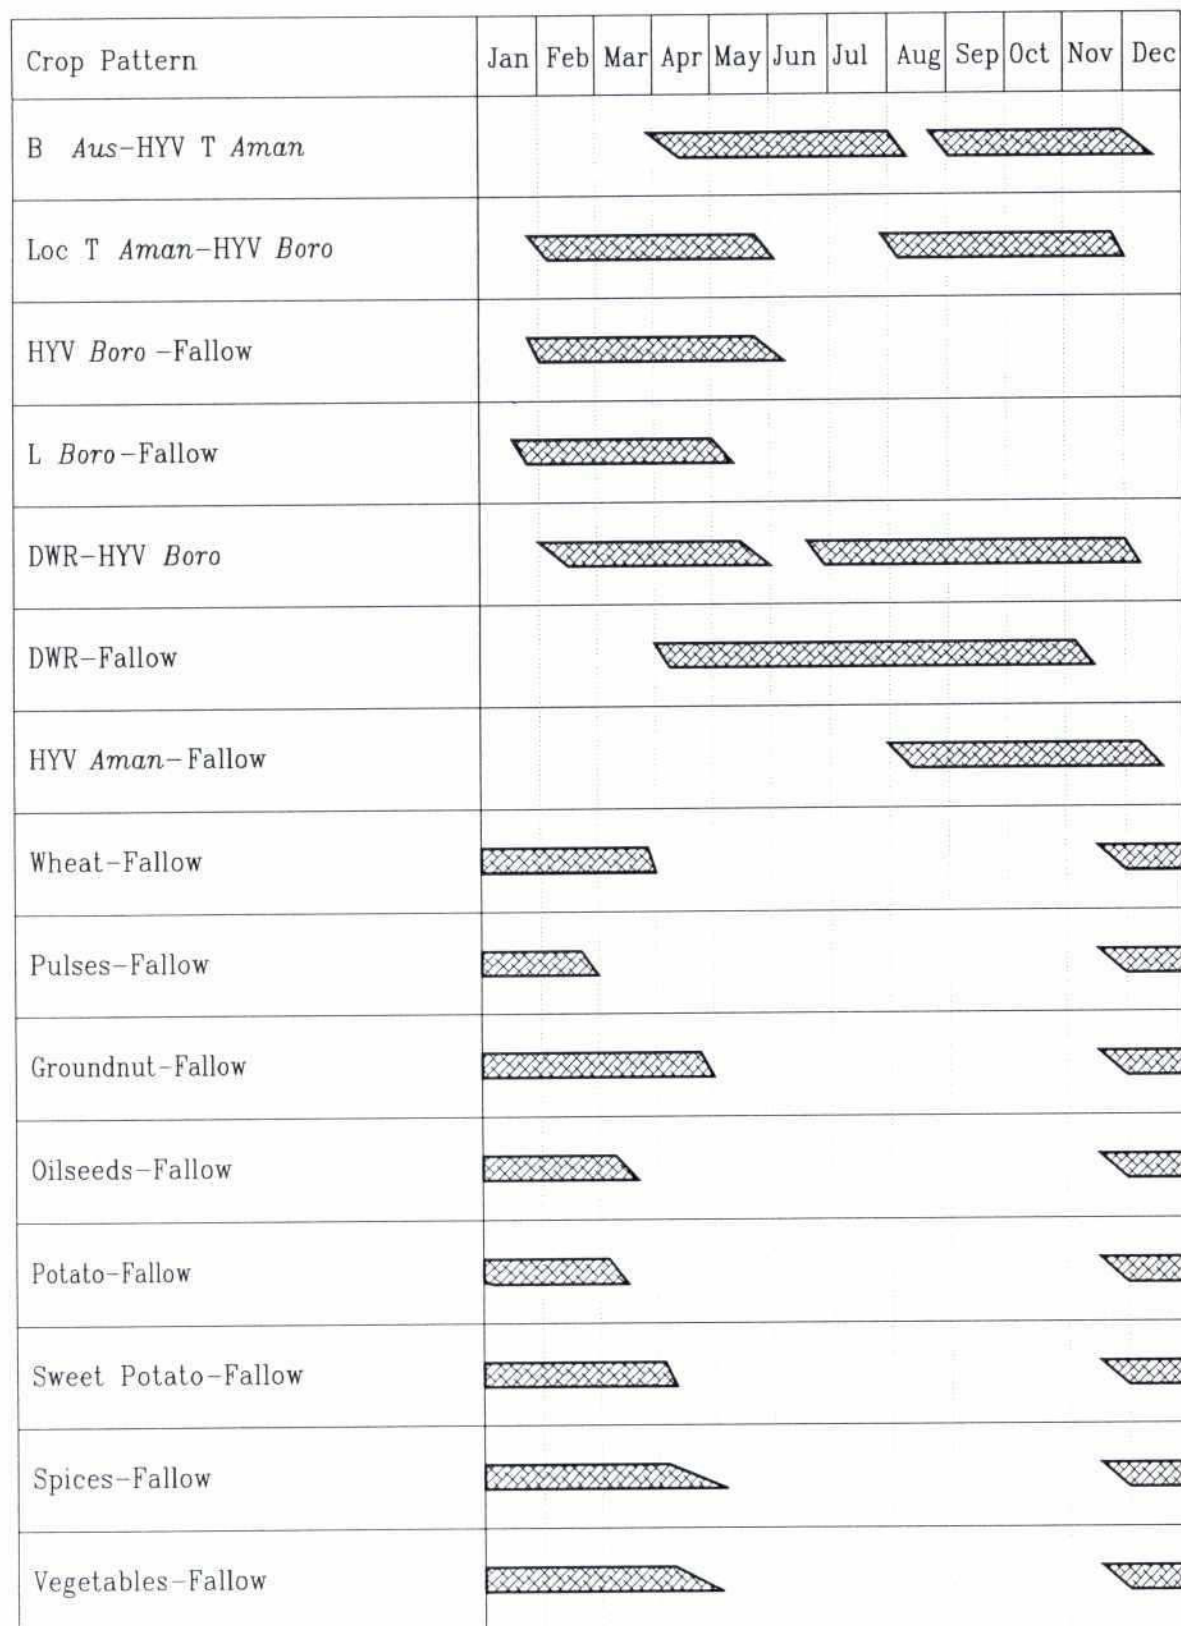 Crop Pattern Jan Feb Mar Apr May Jun Jul Aug Sep Oct Nov Dec
B Aus-HYV T Aman
Loc T Aman-HYV Boro
HYV Boro -Fallow
L Boro-Fallow
DWR-HYV Boro
DWR-Fallow
HYV Aman-Fallow
Wheat-Fallow
Pulses-Fallow
Groundnut-Fallow
Oilseeds-Fallow
Potato-Fallow
Sweet Potato-Fallow
Spices-Fallow
Vegetables-Fallow